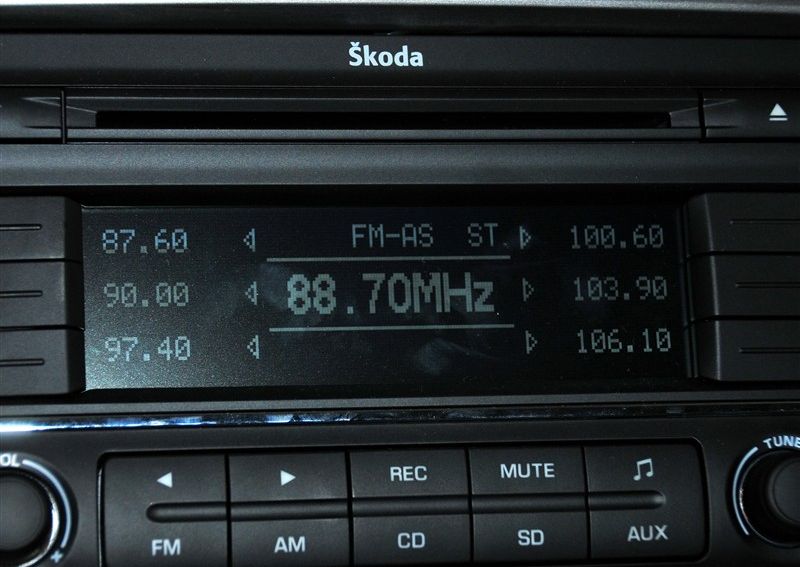 Škoda
87.60 FM-AS ST 100.60
90.00 88.70MHz 103.90
97.40 106.10
OL TUNE
REC MUTE
FM AM CD SD AUX